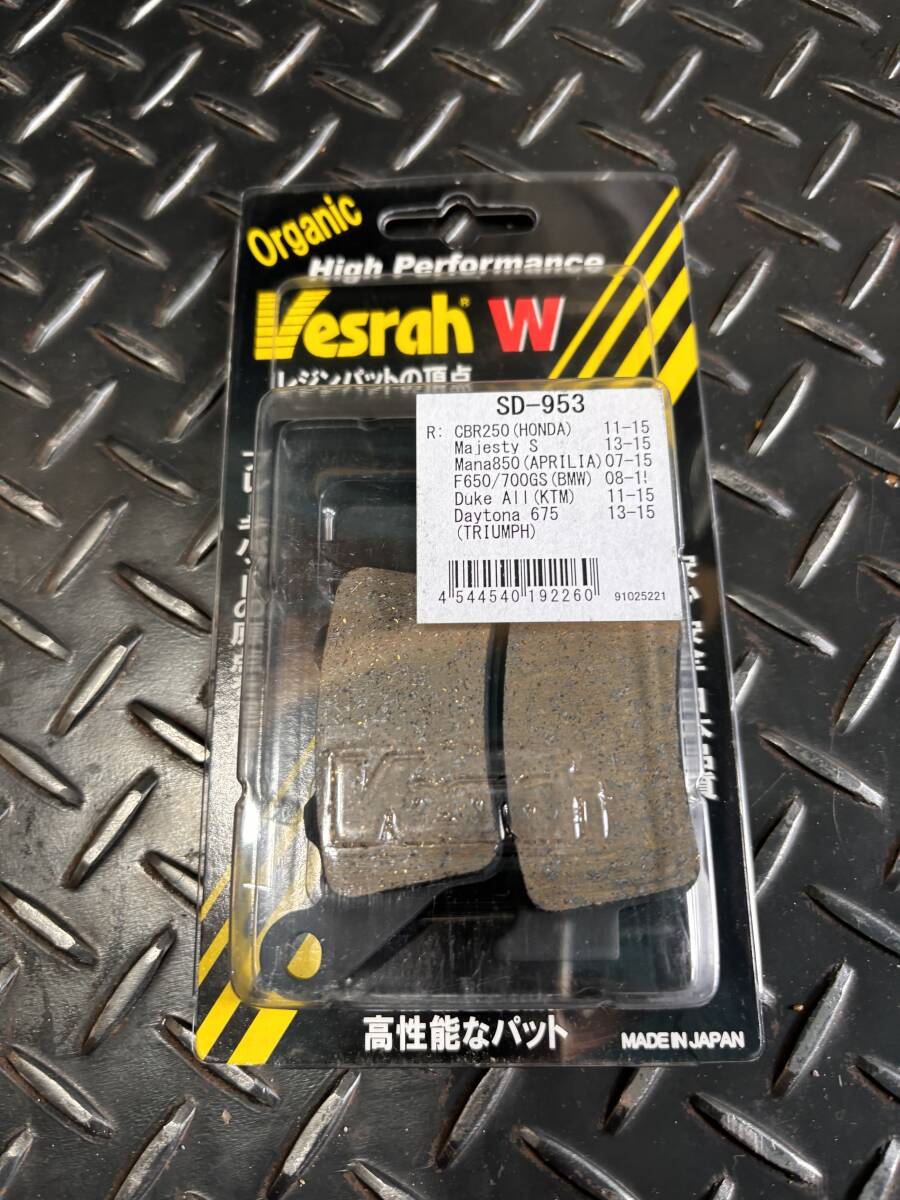 Organic
High Performance
Vesrah® W
レジンパットの頂点
SD-953
R: CBR250(HONDA) 11-15
Majesty S 13-15
Mana850(APRILIA)07-15
F650/700GS(BMW) 08-1
Duke All(KTM) 11-15
Daytona 675 13-15
(TRIUMPH)
4 544540 192260
91025221
高性能なパット
MADE IN JAPAN